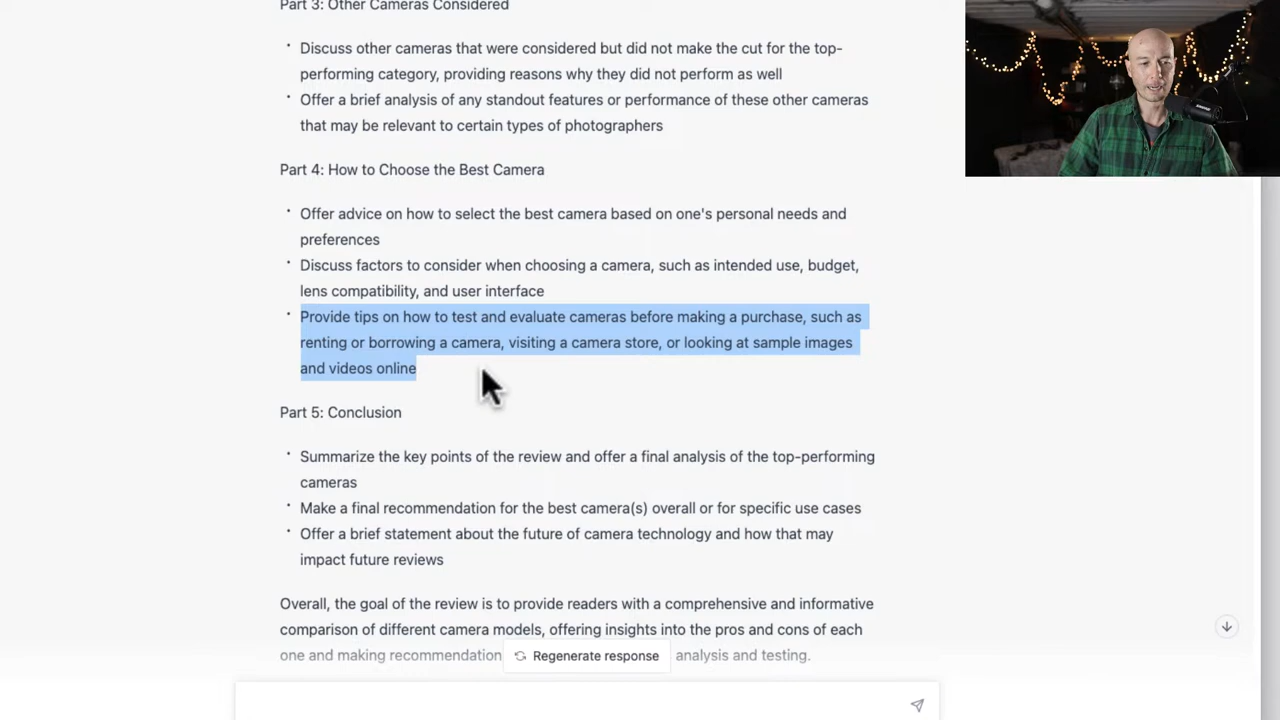 Part 3: Other Cameras Considered
• Discuss other cameras that were considered but did not make the cut for the top-
performing category, providing reasons why they did not perform as well
• Offer a brief analysis of any standout features or performance of these other cameras
that may be relevant to certain types of photographers
Part 4: How to Choose the Best Camera
• Offer advice on how to select the best camera based on one's personal needs and
preferences
• Discuss factors to consider when choosing a camera, such as intended use, budget,
lens compatibility, and user interface
• Provide tips on how to test and evaluate cameras before making a purchase, such as
renting or borrowing a camera, visiting a camera store, or looking at sample images
and videos online
Part 5: Conclusion
• Summarize the key points of the review and offer a final analysis of the top-performing
cameras
• Make a final recommendation for the best camera(s) overall or for specific use cases
• Offer a brief statement about the future of camera technology and how that may
impact future reviews
Overall, the goal of the review is to provide readers with a comprehensive and informative
comparison of different camera models, offering insights into the pros and cons of each
one and making recommendation analysis and testing.
Regenerate response